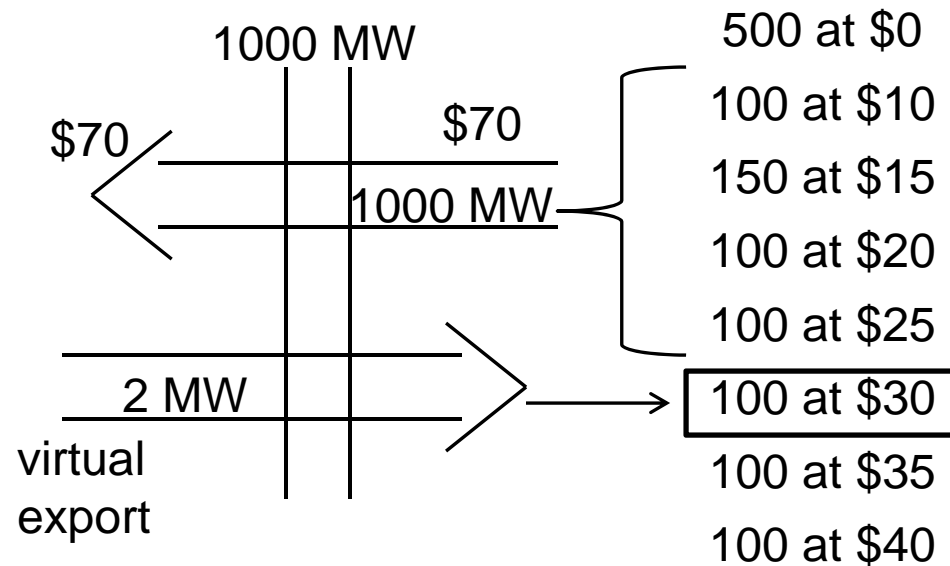 1000 MW
$70
$70
1000 MW
2 MW
virtual
export
500 at $0
100 at $10
150 at $15
100 at $20
100 at $25
100 at $30
100 at $35
100 at $40